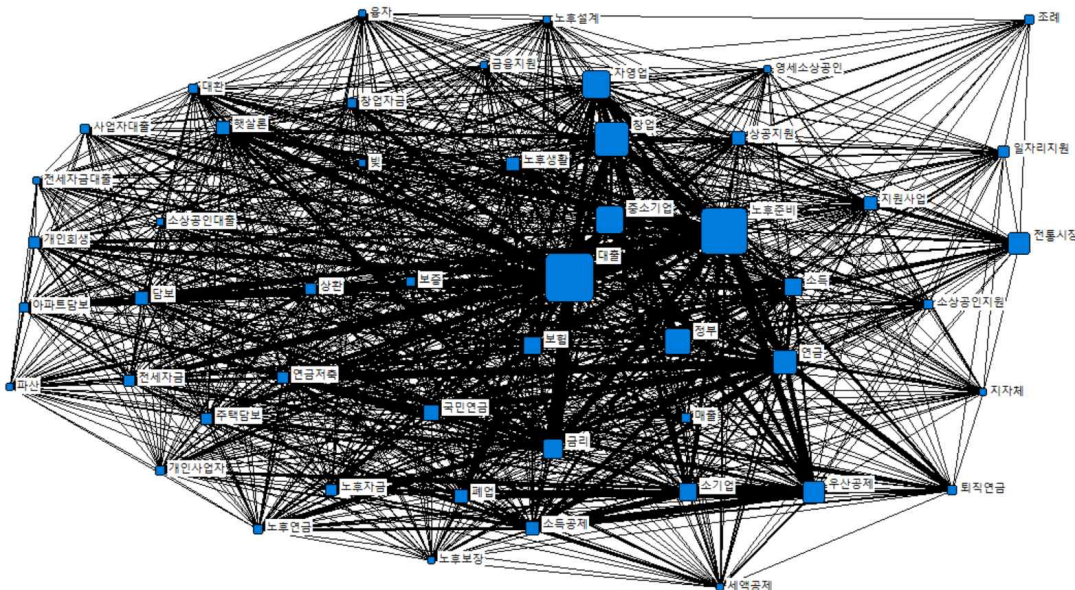 융자
노후설계
조례
금융지원
영세소상공인
자영업
대환
창업자금
창업
햇살론
사업자대출
상공지원
일자리지원
빚
노후생활
전세자금대출
지원사업
중소기업
노후준비
소상공인대출
전통시장
개인회생
대출
보증
소득
상환
담보
아파트담보
소상공인지원
정부
보험
연금
연금저축
전세자금
파산
지자체
국민연금
매출
주택담보
금리
개인사업자
노후자금
폐업
소기업
우산공제
퇴직연금
소득공제
노후연금
노후보장
세액공제